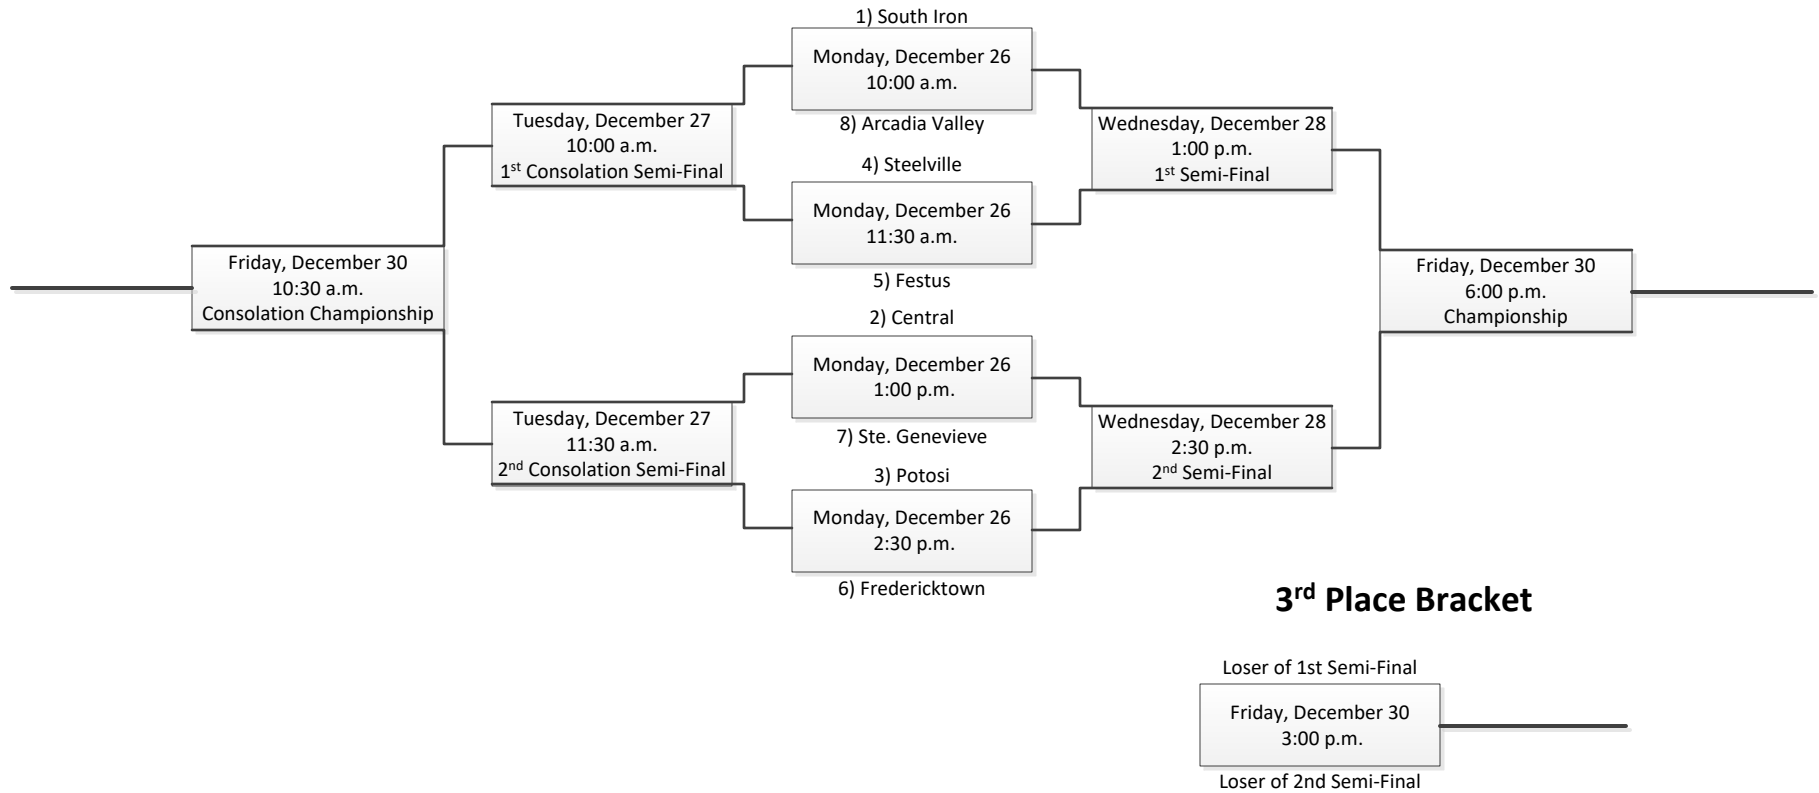 1) South Iron
Monday, December 26
10:00 a.m.
8) Arcadia Valley
4) Steelville
Monday, December 26
11:30 a.m.
5) Festus
2) Central
Monday, December 26
1:00 p.m.
7) Ste. Genevieve
3) Potosi
Monday, December 26
2:30 p.m.
6) Fredericktown
Tuesday, December 27
10:00 a.m.
1st Consolation Semi-Final
Tuesday, December 27
11:30 a.m.
2nd Consolation Semi-Final
Friday, December 30
10:30 a.m.
Consolation Championship
Wednesday, December 28
1:00 p.m.
1st Semi-Final
Wednesday, December 28
2:30 p.m.
2nd Semi-Final
Friday, December 30
6:00 p.m.
Championship
3rd Place Bracket
Loser of 1st Semi-Final
Friday, December 30
3:00 p.m.
Loser of 2nd Semi-Final